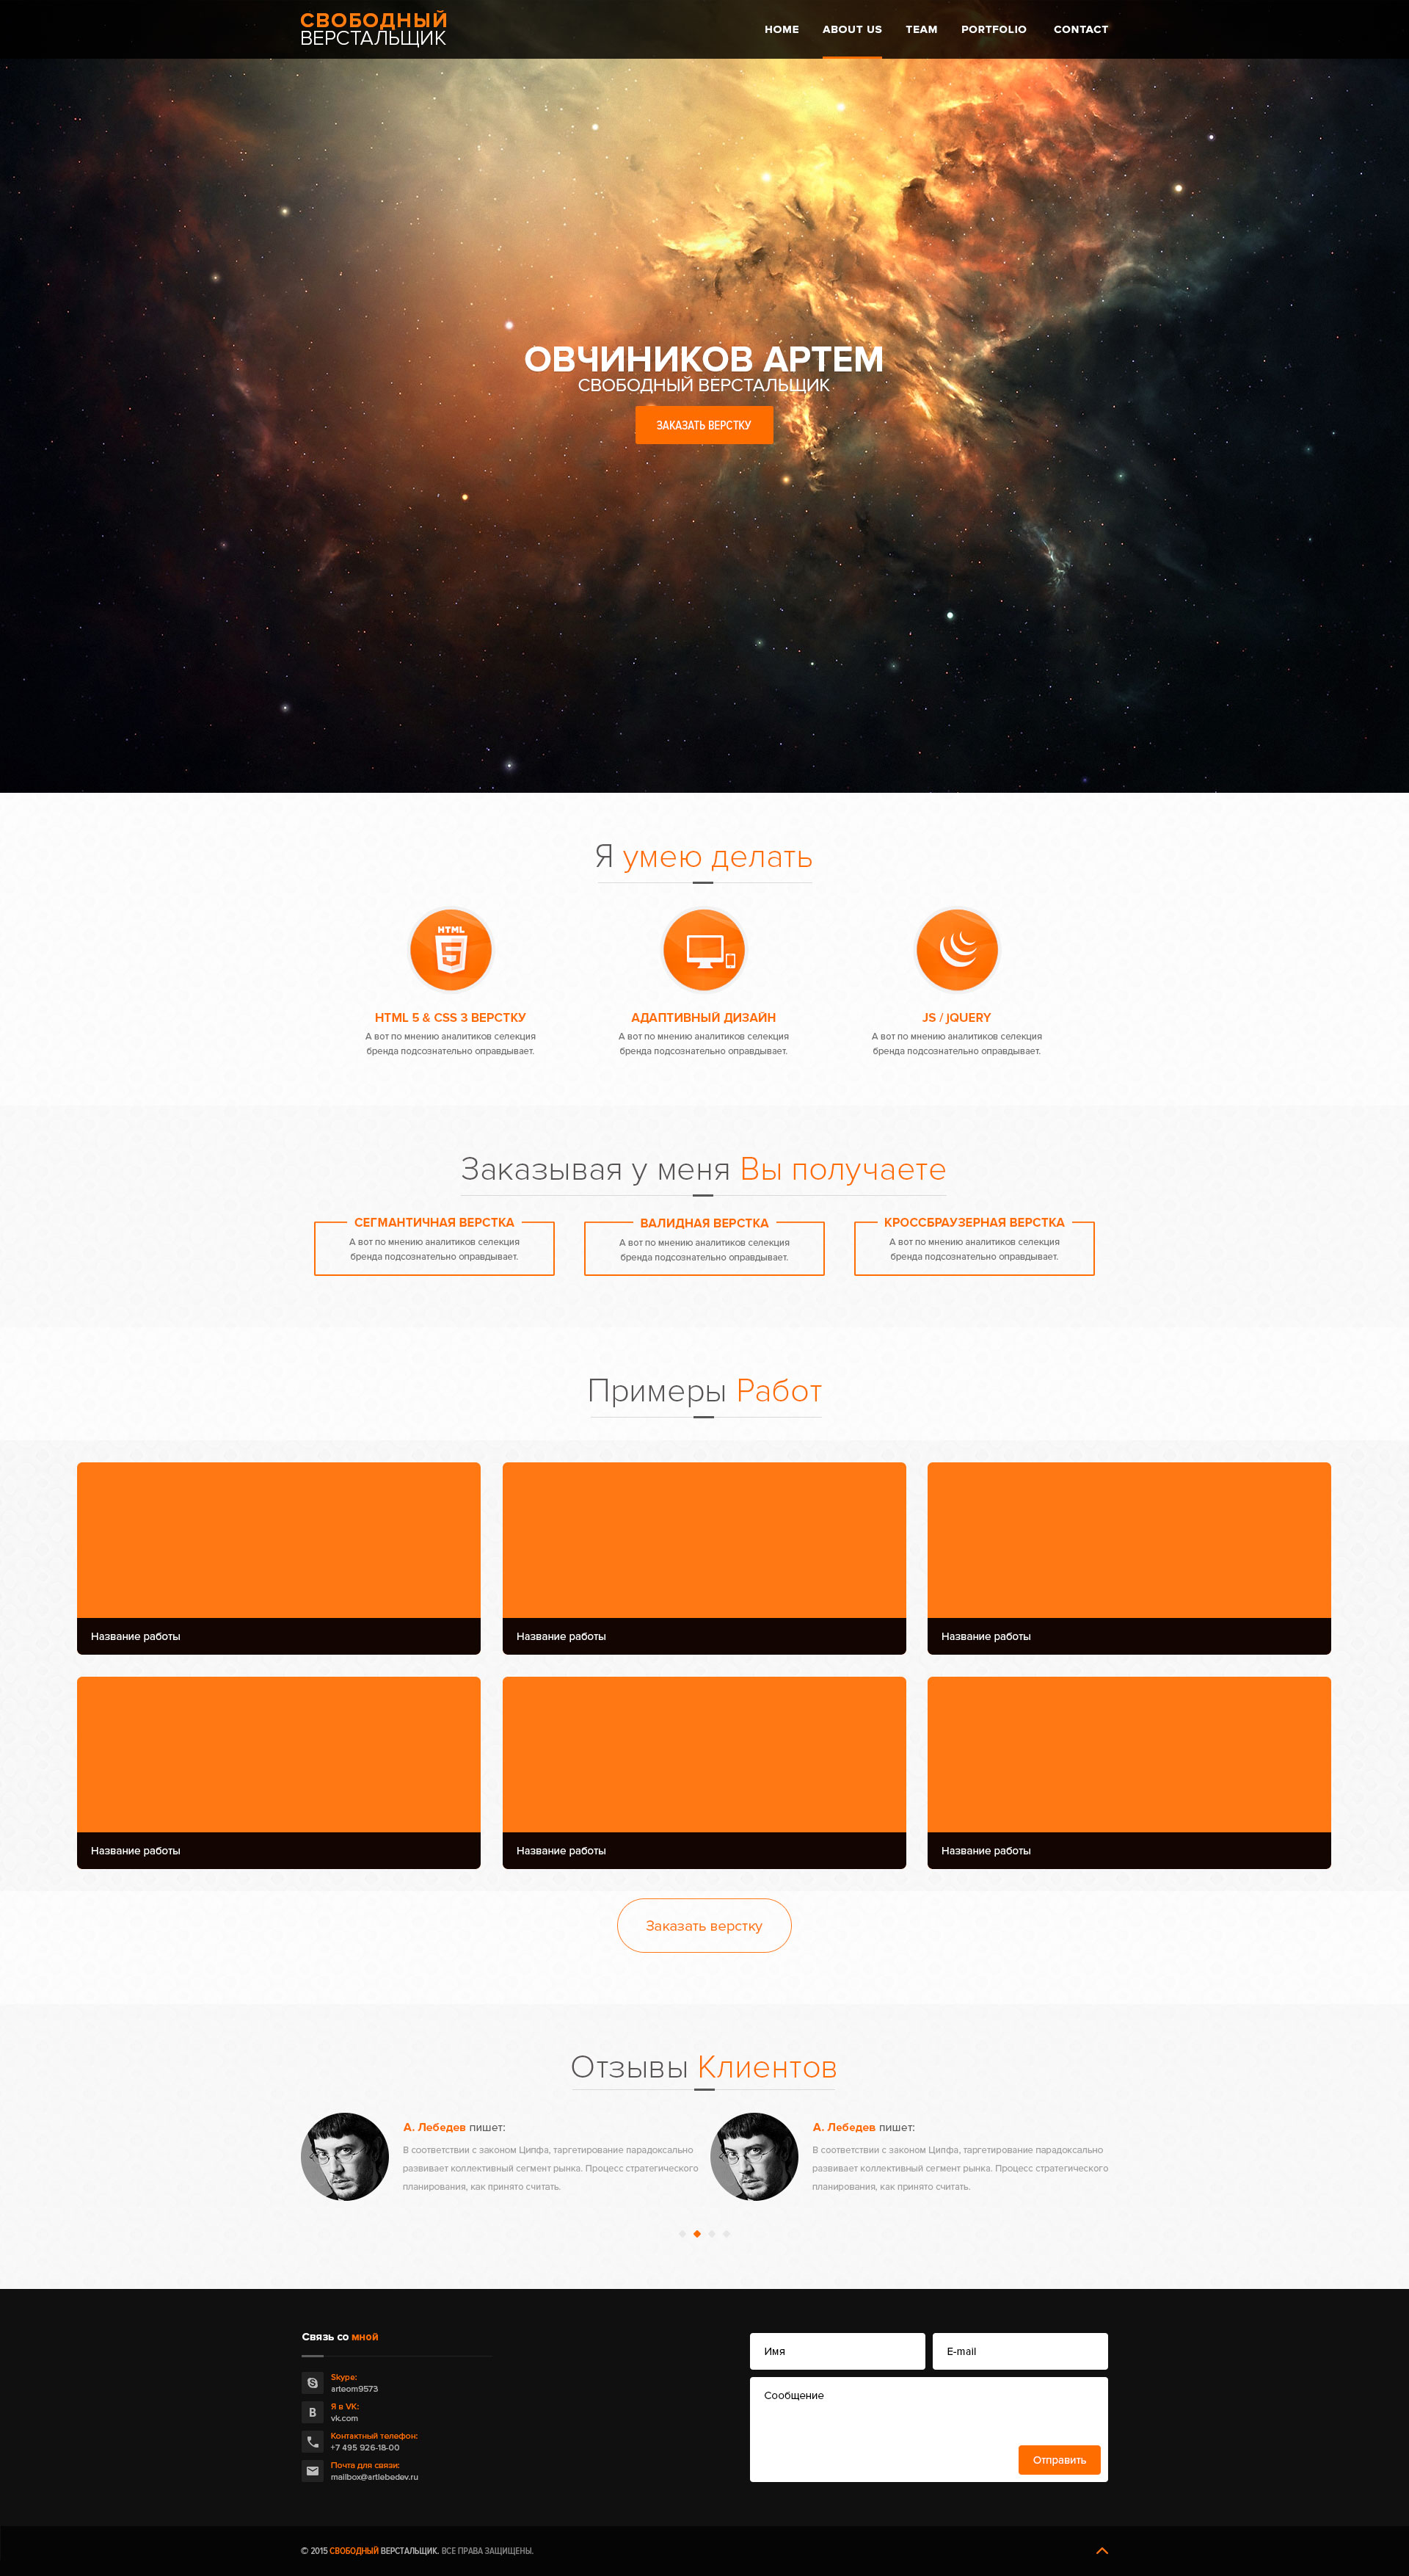 СВОБОДНЫЙ
ВЕРСТАЛЬЩИК
HOME ABOUT US TEAM PORTFOLIO CONTACT
ОВЧИНИКОВ АРТЕМ
СВОБОДНЫЙ ВЕРСТАЛЬЩИК
ЗАКАЗАТЬ ВЕРСТКУ
Я умею делать
HTML
5
HTML 5 & CSS 3 ВЕРСТКУ
А вот по мнению аналитиков селекция
бренда подсознательно оправдывает.
АДАПТИВНЫЙ ДИЗАЙН
А вот по мнению аналитиков селекция
бренда подсознательно оправдывает.
JS / jQUERY
А вот по мнению аналитиков селекция
бренда подсознательно оправдывает.
Заказывая у меня Вы получаете
СЕГМАНТИЧНАЯ ВЕРСТКА
А вот по мнению аналитиков селекция
бренда подсознательно оправдывает.
ВАЛИДНАЯ ВЕРСТКА
А вот по мнению аналитиков селекция
бренда подсознательно оправдывает.
КРОССБРАУЗЕРНАЯ ВЕРСТКА
А вот по мнению аналитиков селекция
бренда подсознательно оправдывает.
Примеры Работ
Название работы
Название работы
Название работы
Название работы
Название работы
Название работы
Заказать верстку
Отзывы Клиентов
А. Лебедев пишет:
В соответствии с законом Ципфа, таргетирование парадоксально
развивает коллективный сегмент рынка. Процесс стратегического
планирования, как принято считать.
А. Лебедев пишет:
В соответствии с законом Ципфа, таргетирование парадоксально
развивает коллективный сегмент рынка. Процесс стратегического
планирования, как принято считать.
Связь со мной
Skype:
arteom9573
Я в VK:
vk.com
Контактный телефон:
+7 495 926-18-00
Почта для связи:
mailbox@artlebedev.ru
Имя
E-mail
Сообщение
Отправить
© 2015 СВОБОДНЫЙ ВЕРСТАЛЬЩИК. ВСЕ ПРАВА ЗАЩИЩЕНЫ.